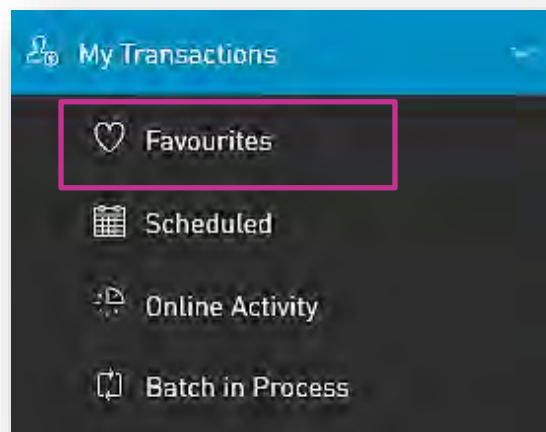 My Transactions
Favourites
Scheduled
Online Activity
Batch in Process